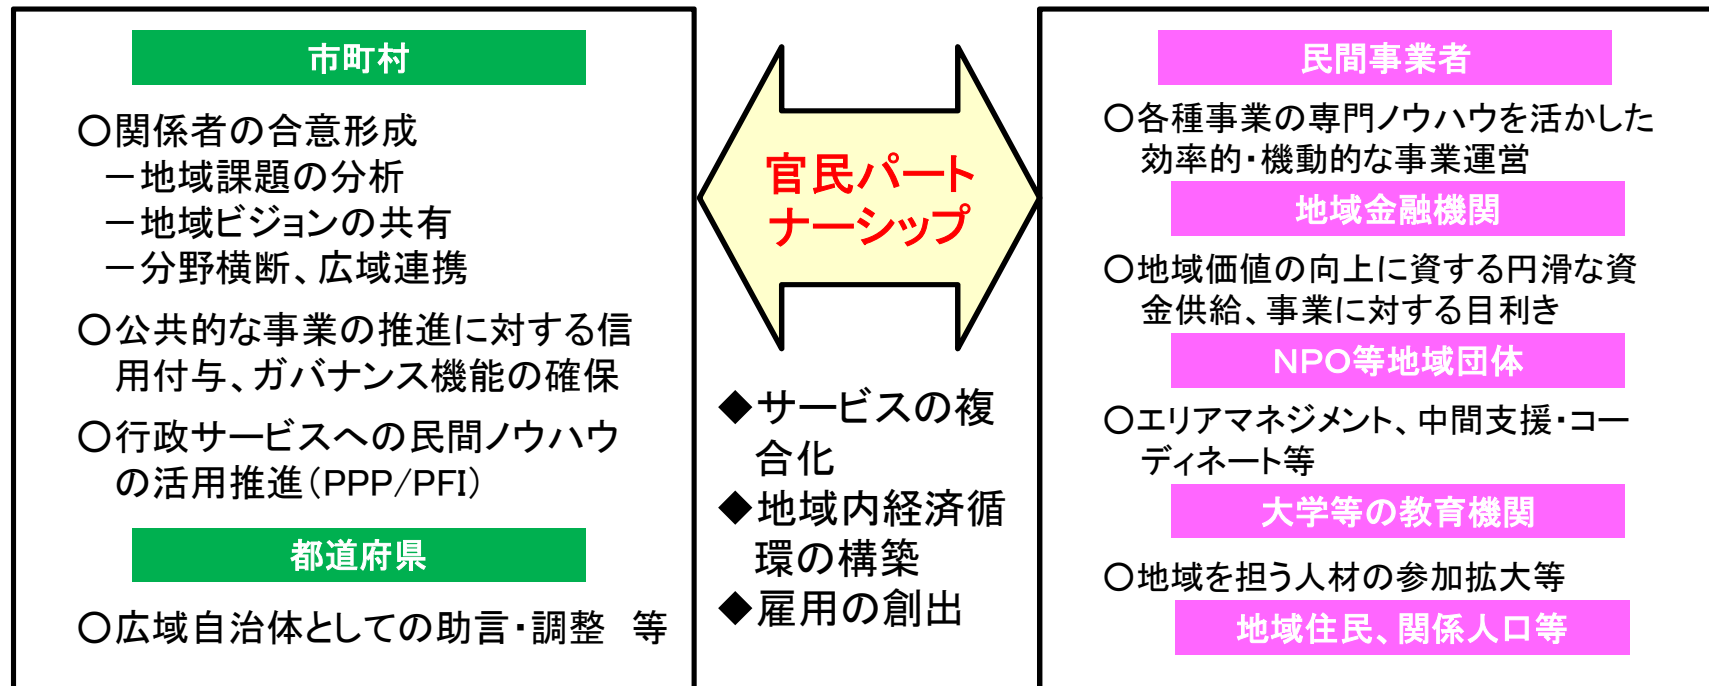 市町村
○関係者の合意形成
－地域課題の分析
－地域ビジョンの共有
－分野横断、広域連携
○公共的な事業の推進に対する信
用付与、ガバナンス機能の確保
○行政サービスへの民間ノウハウ
の活用推進（PPP/PFI）
都道府県
○広域自治体としての助言・調整　等
官民パート
ナーシップ
◆サービスの複
合化
◆地域内経済循
環の構築
◆雇用の創出
民間事業者
○各種事業の専門ノウハウを活かした
効率的・機動的な事業運営
地域金融機関
○地域価値の向上に資する円滑な資
金供給、事業に対する目利き
ＮＰＯ等地域団体
○エリアマネジメント、中間支援・コー
ディネート等
大学等の教育機関
○地域を担う人材の参加拡大等
地域住民、関係人口等